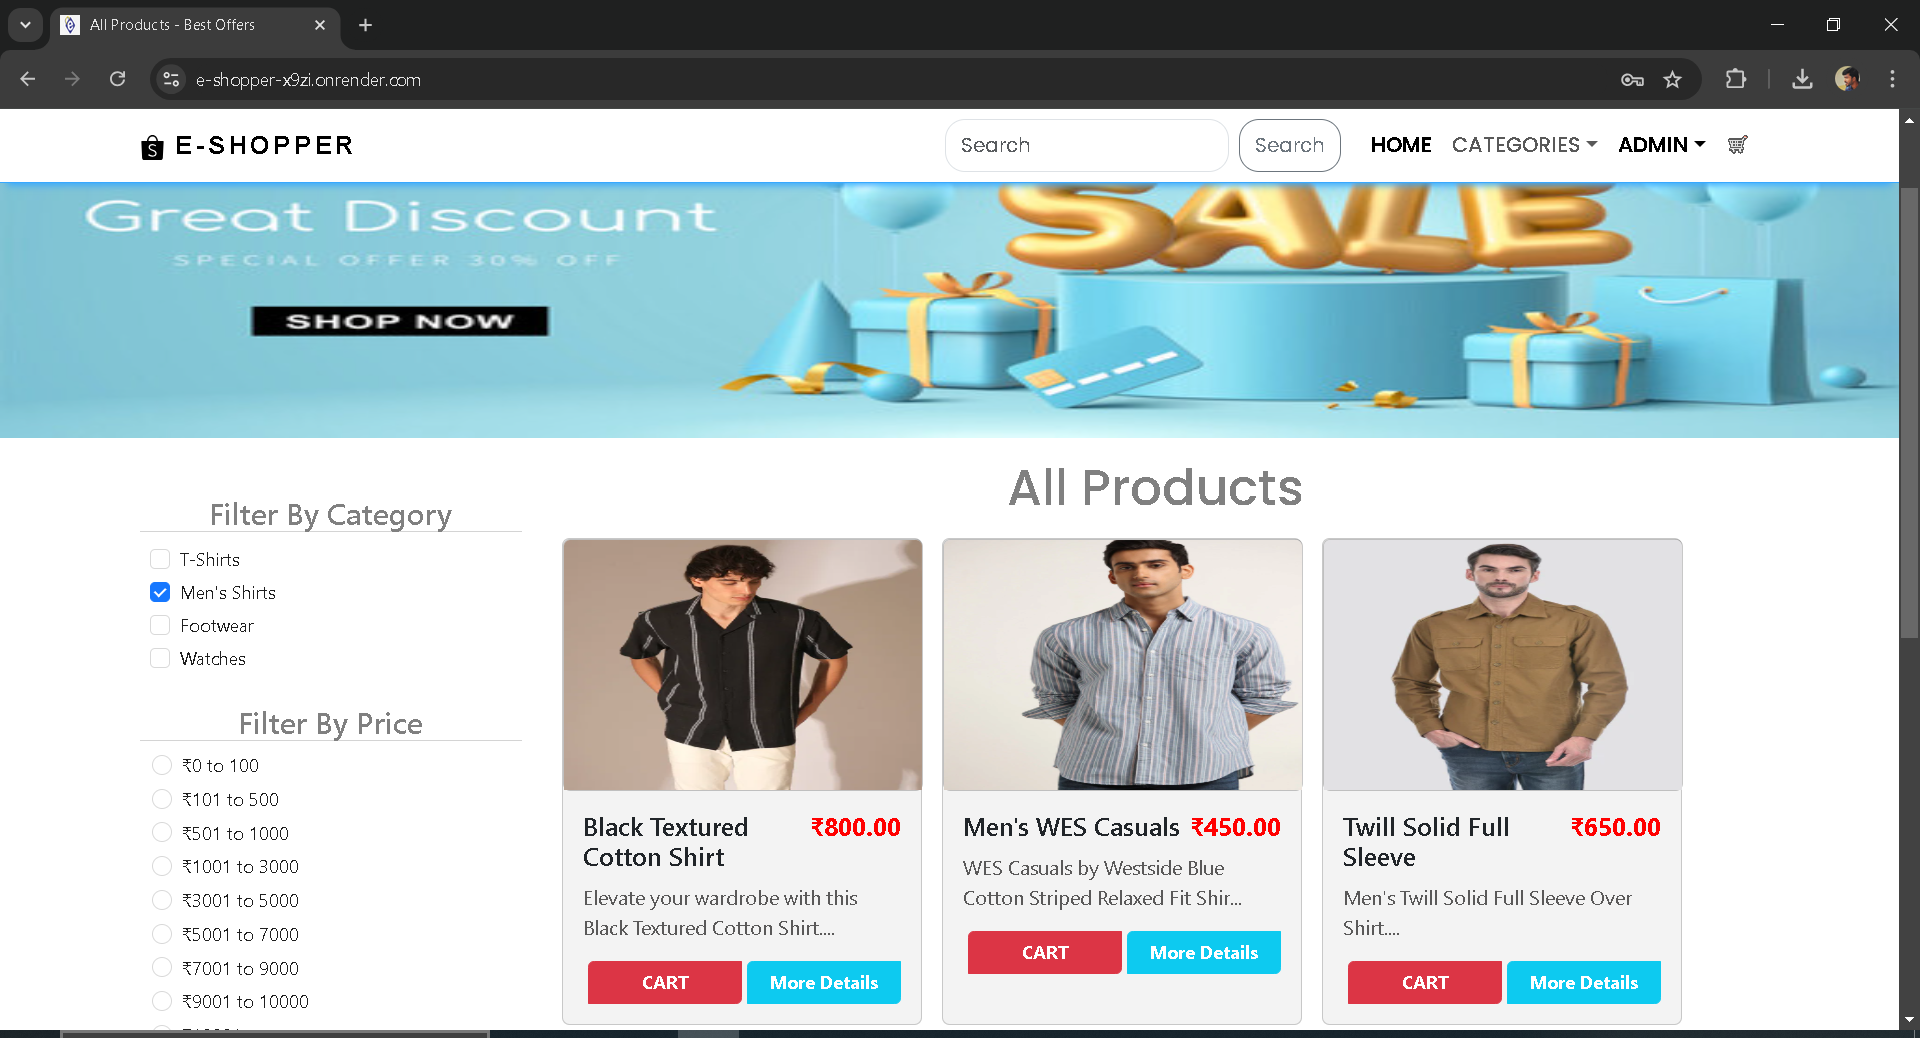 All Products - Best Offers
e-shopper-x9zi.onrender.com
E-SHOPPER
Search
Search
HOME
CATEGORIES
ADMIN
Great Discount
SPECIAL OFFER 30% OFF
SHOP NOW
SALE
All Products
Filter By Category
T-Shirts
Men's Shirts
Footwear
Watches
Filter By Price
₹0 to 100
₹101 to 500
₹501 to 1000
₹1001 to 3000
₹3001 to 5000
₹5001 to 7000
₹7001 to 9000
₹9001 to 10000
Black Textured Cotton Shirt
₹800.00
Elevate your wardrobe with this
Black Textured Cotton Shirt....
CART
More Details
Men's WES Casuals
₹450.00
WES Casuals by Westside Blue
Cotton Striped Relaxed Fit Shir...
CART
More Details
Twill Solid Full Sleeve
₹650.00
Men's Twill Solid Full Sleeve Over
Shirt....
CART
More Details